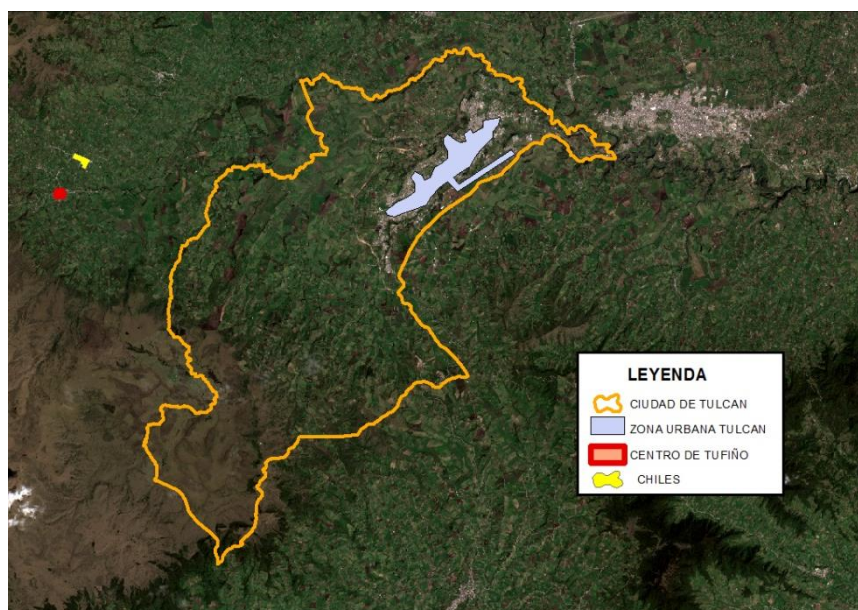 LEYENDA
CIUDAD DE TULCAN
ZONA URBANA TULCAN
CENTRO DE TUFIÑO
CHILES